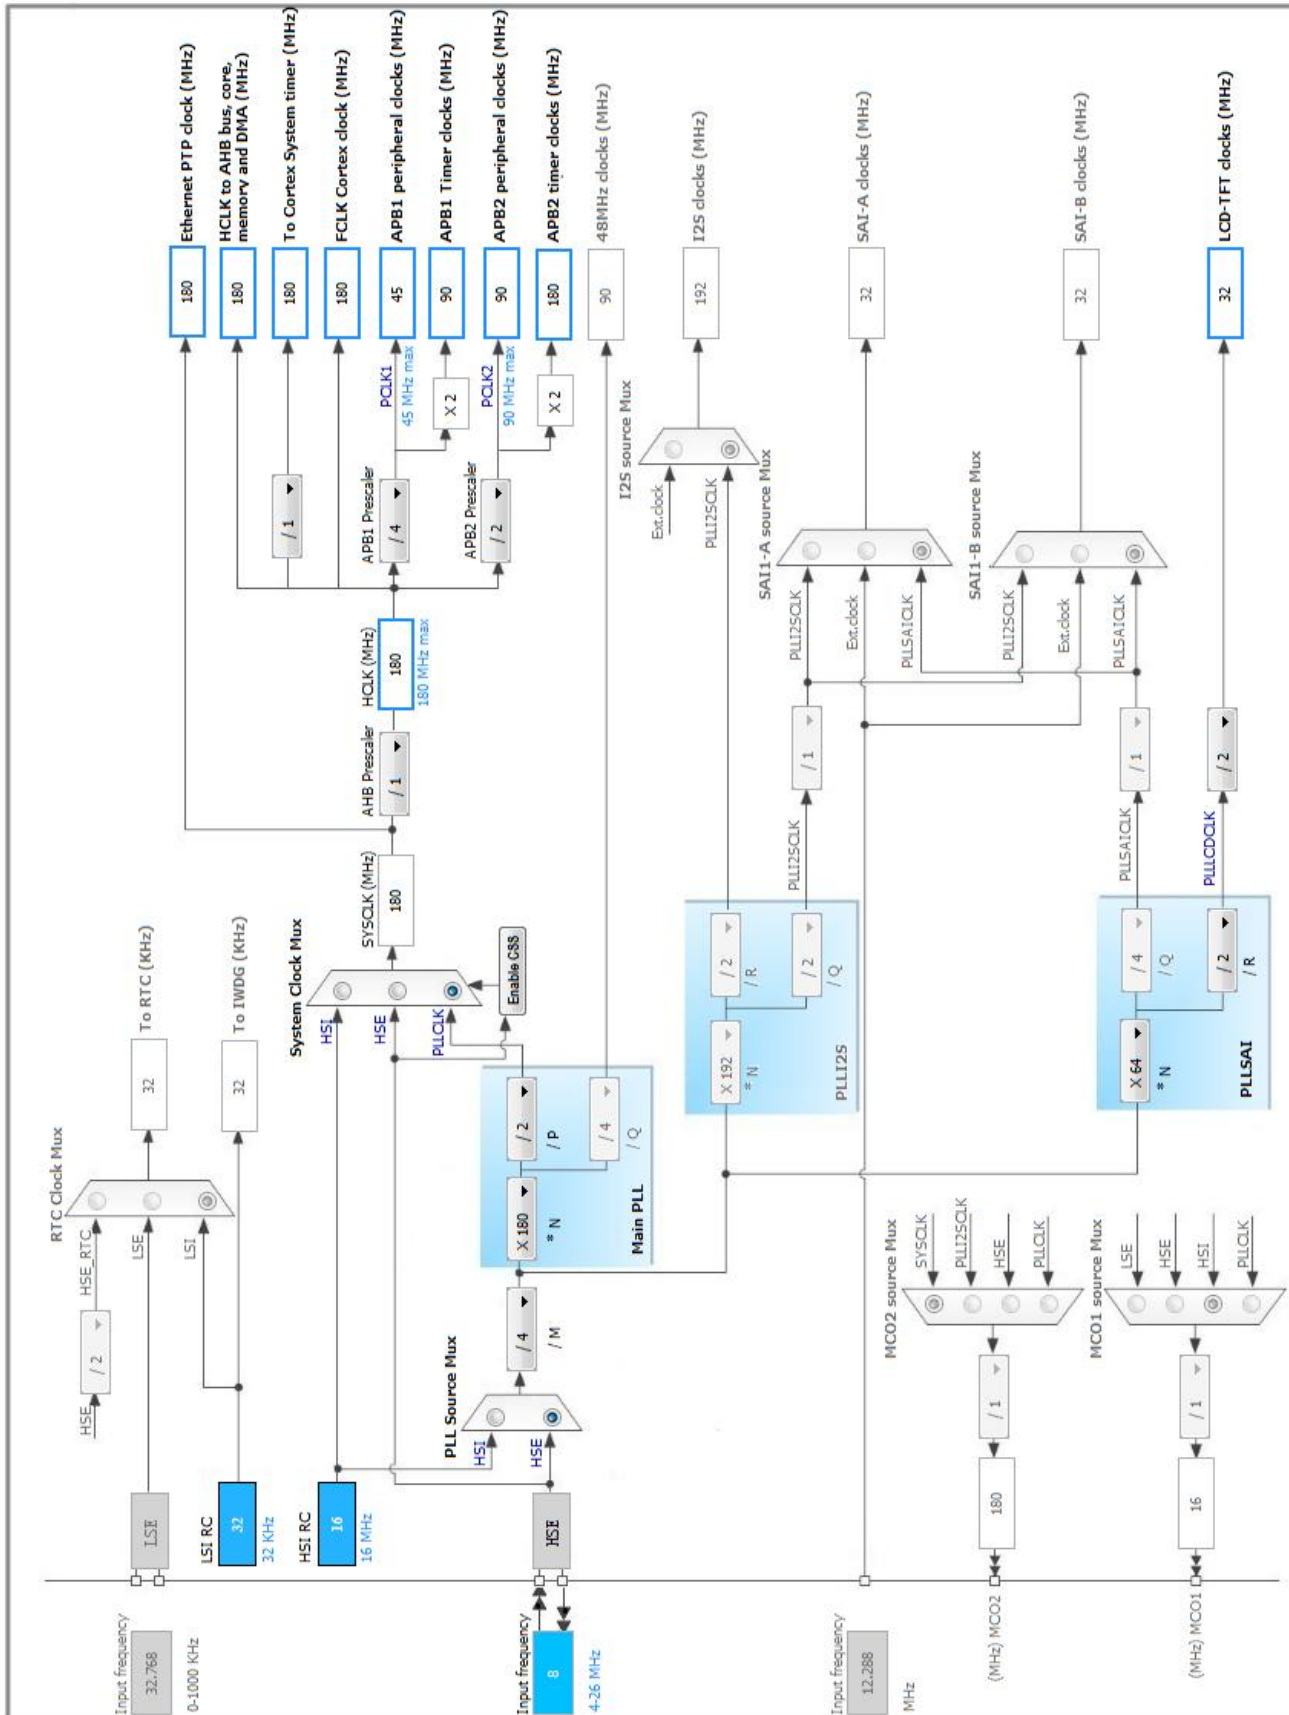 Input frequency
32.768
0-1000 KHz
LSE
LSI RC
32
32 KHz
HSI RC
16
16 MHz
Input frequency
8
4-26 MHz
HSE
Input frequency
12.288
MHz
HSE
/ 2
HSE_RTC
LSE
LSI
RTC Clock Mux
32
To RTC (KHz)
32
To IWDG (KHz)
HSI
HSE
PLL Source Mux
/ 4
/ M
X 180
* N
/ 2
/ P
/ 4
/ Q
Main PLL
System Clock Mux
HSI
HSE
PLLCLK
Enable CSS
SYSCLK (MHz)
180
AHB Prescaler
/ 1
HCLK (MHz)
180
180 MHz max
/ 1
APB1 Prescaler
/ 4
PCLK1
45 MHz max
X 2
APB2 Prescaler
/ 2
PCLK2
90 MHz max
X 2
180
Ethernet PTP clock (MHz)
180
HCLK to AHB bus, core,
memory and DMA (MHz)
180
To Cortex System timer (MHz)
180
FCLK Cortex clock (MHz)
45
APB1 peripheral clocks (MHz)
90
APB1 Timer clocks (MHz)
90
APB2 peripheral clocks (MHz)
180
APB2 timer clocks (MHz)
90
48MHz clocks (MHz)
X 192
* N
/ 2
/ R
/ 2
/ Q
PLLI2S
PLLI2SCLK
/ 1
I2S source Mux
Ext.clock
PLLI2SCLK
192
I2S clocks (MHz)
SAI1-A source Mux
PLLI2SCLK
Ext.clock
PLLSAICLK
32
SAI-A clocks (MHz)
SAI1-B source Mux
PLLI2SCLK
Ext.clock
PLLSAICLK
32
SAI-B clocks (MHz)
X 64
* N
/ 4
/ Q
/ 2
/ R
PLLSAI
PLLSAICLK
/ 1
PLLLCDCLK
/ 2
32
LCD-TFT clocks (MHz)
MCO2 source Mux
SYSCLK
PLLI2SCLK
HSE
PLLCLK
/ 1
180
(MHz) MCO2
MCO1 source Mux
LSE
HSE
HSI
PLLCLK
/ 1
16
(MHz) MCO1